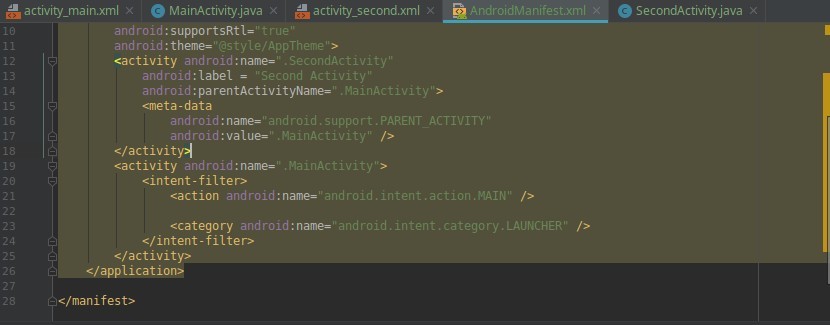 activity_main.xml MainActivity.java activity_second.xml AndroidManifest.xml SecondActivity.java
10 android:supportsRtl="true"
11 android:theme="@style/AppTheme">
12 <activity android:name=".SecondActivity"
13 android:label = "Second Activity"
14 android:parentActivityName=".MainActivity">
15 <meta-data
16 android:name="android.support.PARENT_ACTIVITY"
17 android:value=".MainActivity" />
18 </activity>
19 <activity android:name=".MainActivity">
20 <intent-filter>
21 <action android:name="android.intent.action.MAIN" />
22
23 <category android:name="android.intent.category.LAUNCHER" />
24 </intent-filter>
25 </activity>
26 </application>
27
28 </manifest>